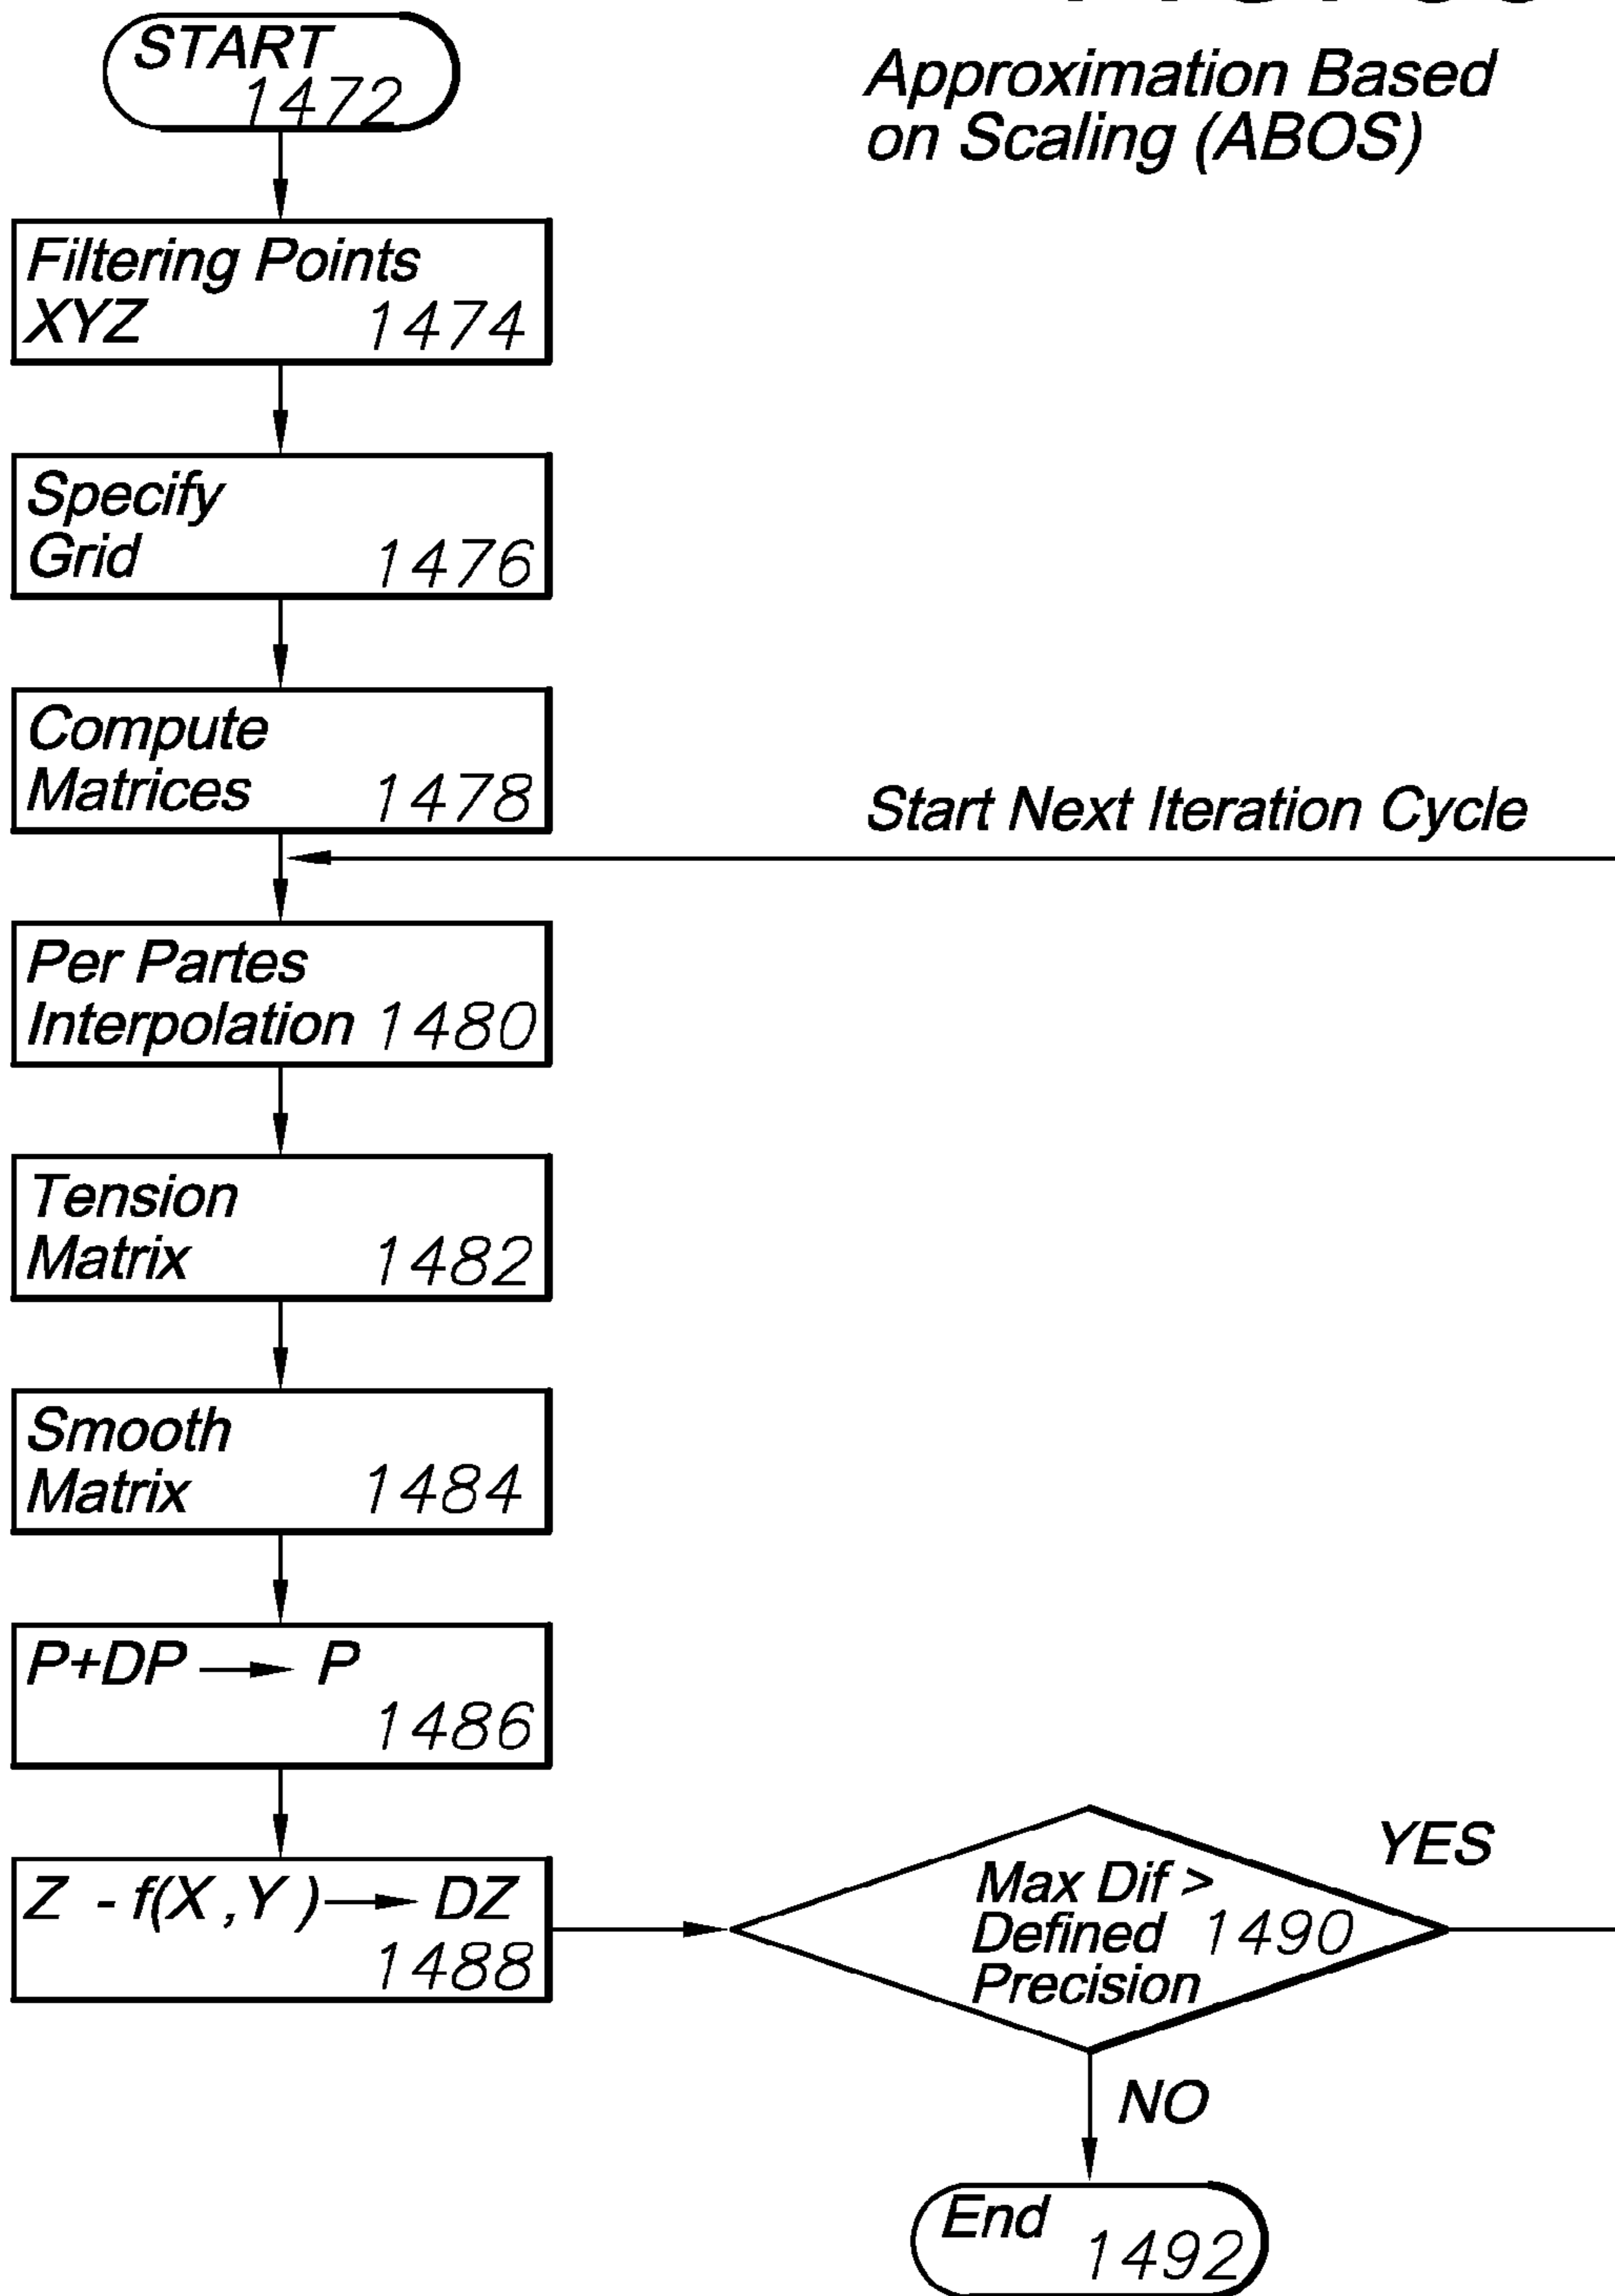 Approximation Based
on Scaling (ABOS)
START
1472
Filtering Points
XYZ 1474
Specify
Grid 1476
Compute
Matrices 1478
Start Next Iteration Cycle
Per Partes
Interpolation 1480
Tension
Matrix 1482
Smooth
Matrix 1484
P+DP → P
1486
Z - f(X ,Y ) → DZ
1488
Max Dif >
Defined 1490
Precision
YES
NO
End
1492